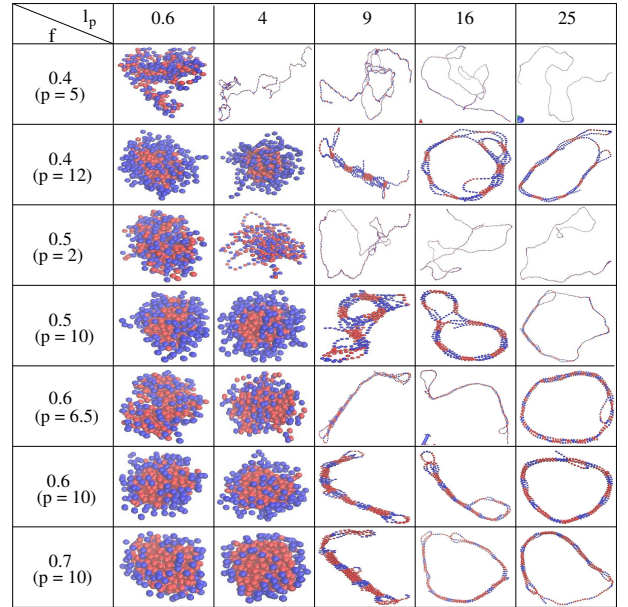 l_p
f
0.6 4 9 16 25
0.4
(p = 5)
0.4
(p = 12)
0.5
(p = 2)
0.5
(p = 10)
0.6
(p = 6.5)
0.6
(p = 10)
0.7
(p = 10)